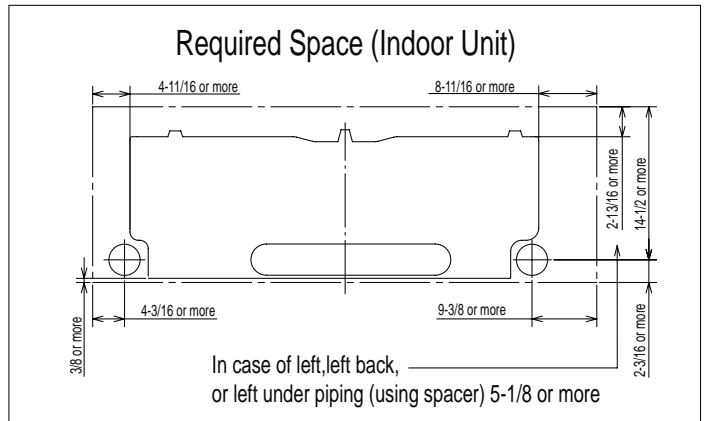 Required Space (Indoor Unit)
4-11/16 or more
8-11/16 or more
2-13/16 or more
14-1/2 or more
4-3/16 or more
9-3/8 or more
3/8 or more
2-3/16 or more
In case of left,left back,
or left under piping (using spacer) 5-1/8 or more